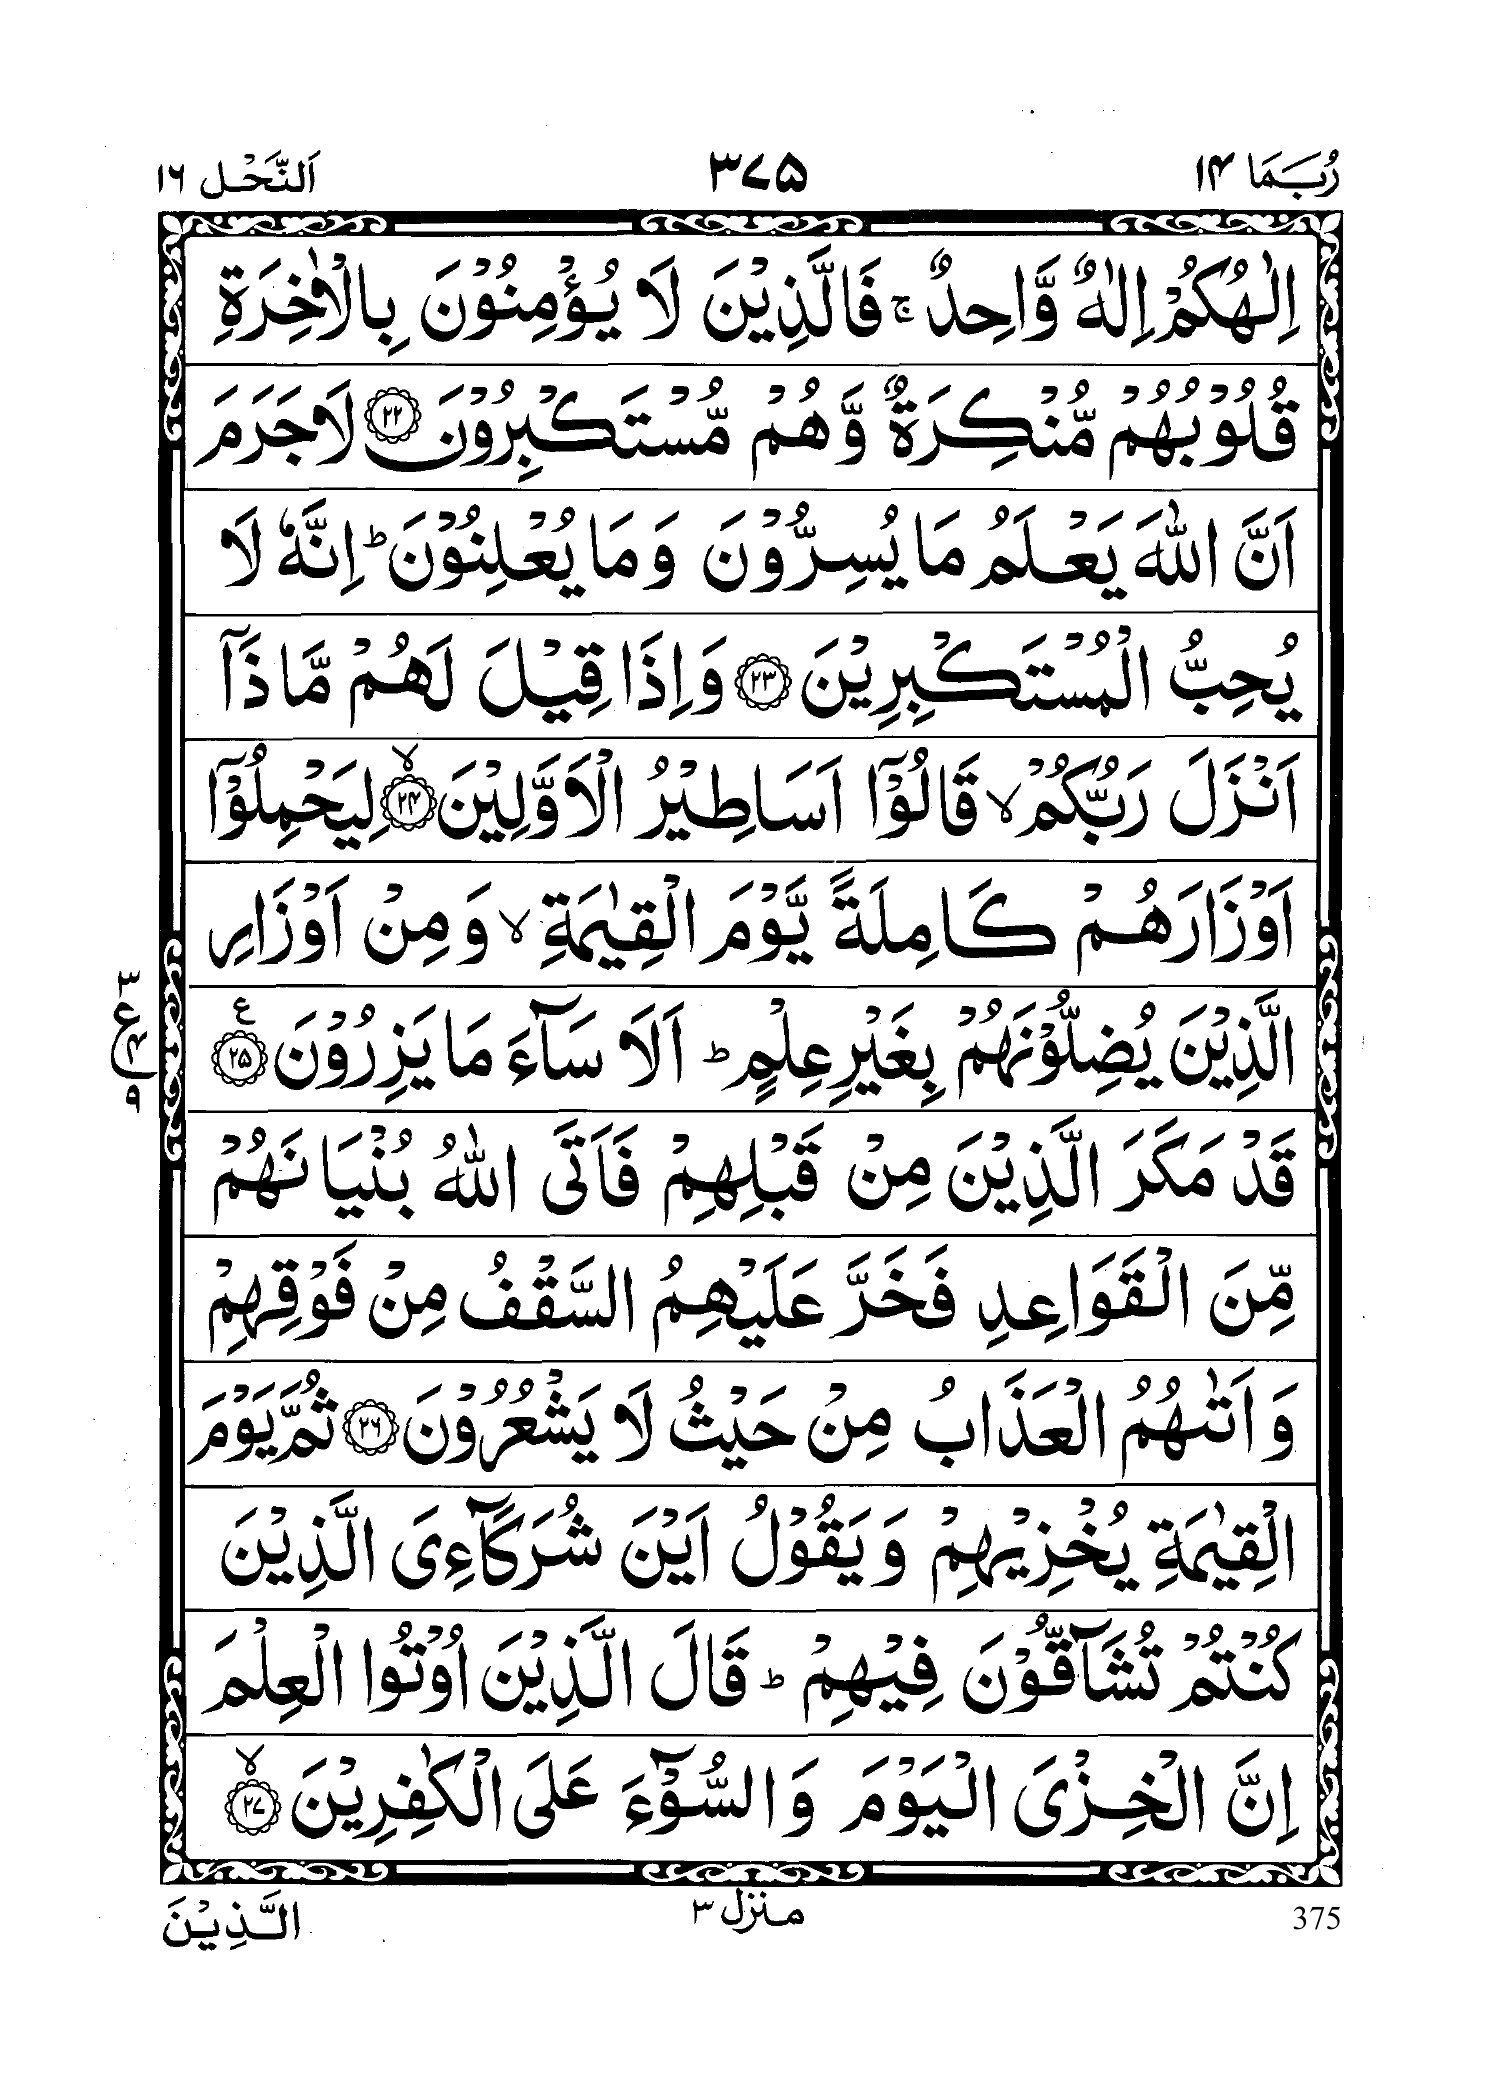 رُبَمَا ۱۴
۳۷۵
اَلنَّحْل ۱۶
اِلٰـهُكُمْ اِلٰهٌ وَّاحِدٌ ۚ فَالَّذِيْنَ لَا يُؤْمِنُوْنَ بِالْاٰخِرَةِ
قُلُوْبُهُمْ مُّنْكِرَةٌ وَّهُمْ مُّسْتَكْبِرُوْنَ ﴿۲۲﴾ لَاجَرَمَ
اَنَّ اللّٰهَ يَعْلَمُ مَا يُسِرُّوْنَ وَمَا يُعْلِنُوْنَ ؕ اِنَّهٗ لَا
يُحِبُّ الْمُسْتَكْبِرِيْنَ ﴿۲۳﴾ وَاِذَا قِيْلَ لَهُمْ مَّاذَاۤ
اَنْزَلَ رَبُّكُمْ ۙ قَالُوْۤا اَسَاطِيْرُ الْاَوَّلِيْنَ ﴿۲۴﴾ۙ لِيَحْمِلُوْۤا
اَوْزَارَهُمْ كَامِلَةً يَّوْمَ الْقِيٰمَةِ ۙ وَمِنْ اَوْزَارِ
الَّذِيْنَ يُضِلُّوْنَهُمْ بِغَيْرِ عِلْمٍ ؕ اَلَا سَآءَ مَا يَزِرُوْنَ ﴿۲۵﴾ ع
۳
ع ۴
۹
قَدْ مَكَرَ الَّذِيْنَ مِنْ قَبْلِهِمْ فَاَتَى اللّٰهُ بُنْيَانَهُمْ
مِّنَ الْقَوَاعِدِ فَخَرَّ عَلَيْهِمُ السَّقْفُ مِنْ فَوْقِهِمْ
وَاَتٰىهُمُ الْعَذَابُ مِنْ حَيْثُ لَا يَشْعُرُوْنَ ﴿۲۶﴾ ثُمَّ يَوْمَ
الْقِيٰمَةِ يُخْزِيْهِمْ وَيَقُوْلُ اَيْنَ شُرَكَآءِىَ الَّذِيْنَ
كُنْتُمْ تُشَآقُّوْنَ فِيْهِمْ ؕ قَالَ الَّذِيْنَ اُوْتُوا الْعِلْمَ
اِنَّ الْخِزْىَ الْيَوْمَ وَالسُّوْٓءَ عَلَى الْكٰفِرِيْنَ ﴿۲۷﴾ۙ
375
منزل ۳
الَّذِيْنَ